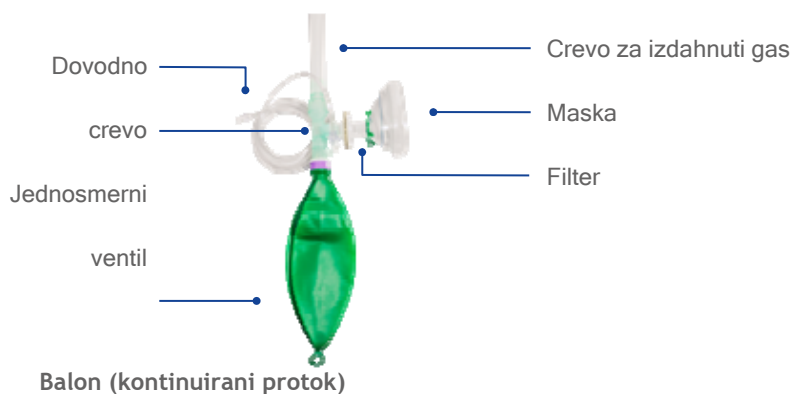 Dovodno
crevo
Jednosmerni
ventil
Crevo za izdahnuti gas
Maska
Filter
Balon (kontinuirani protok)